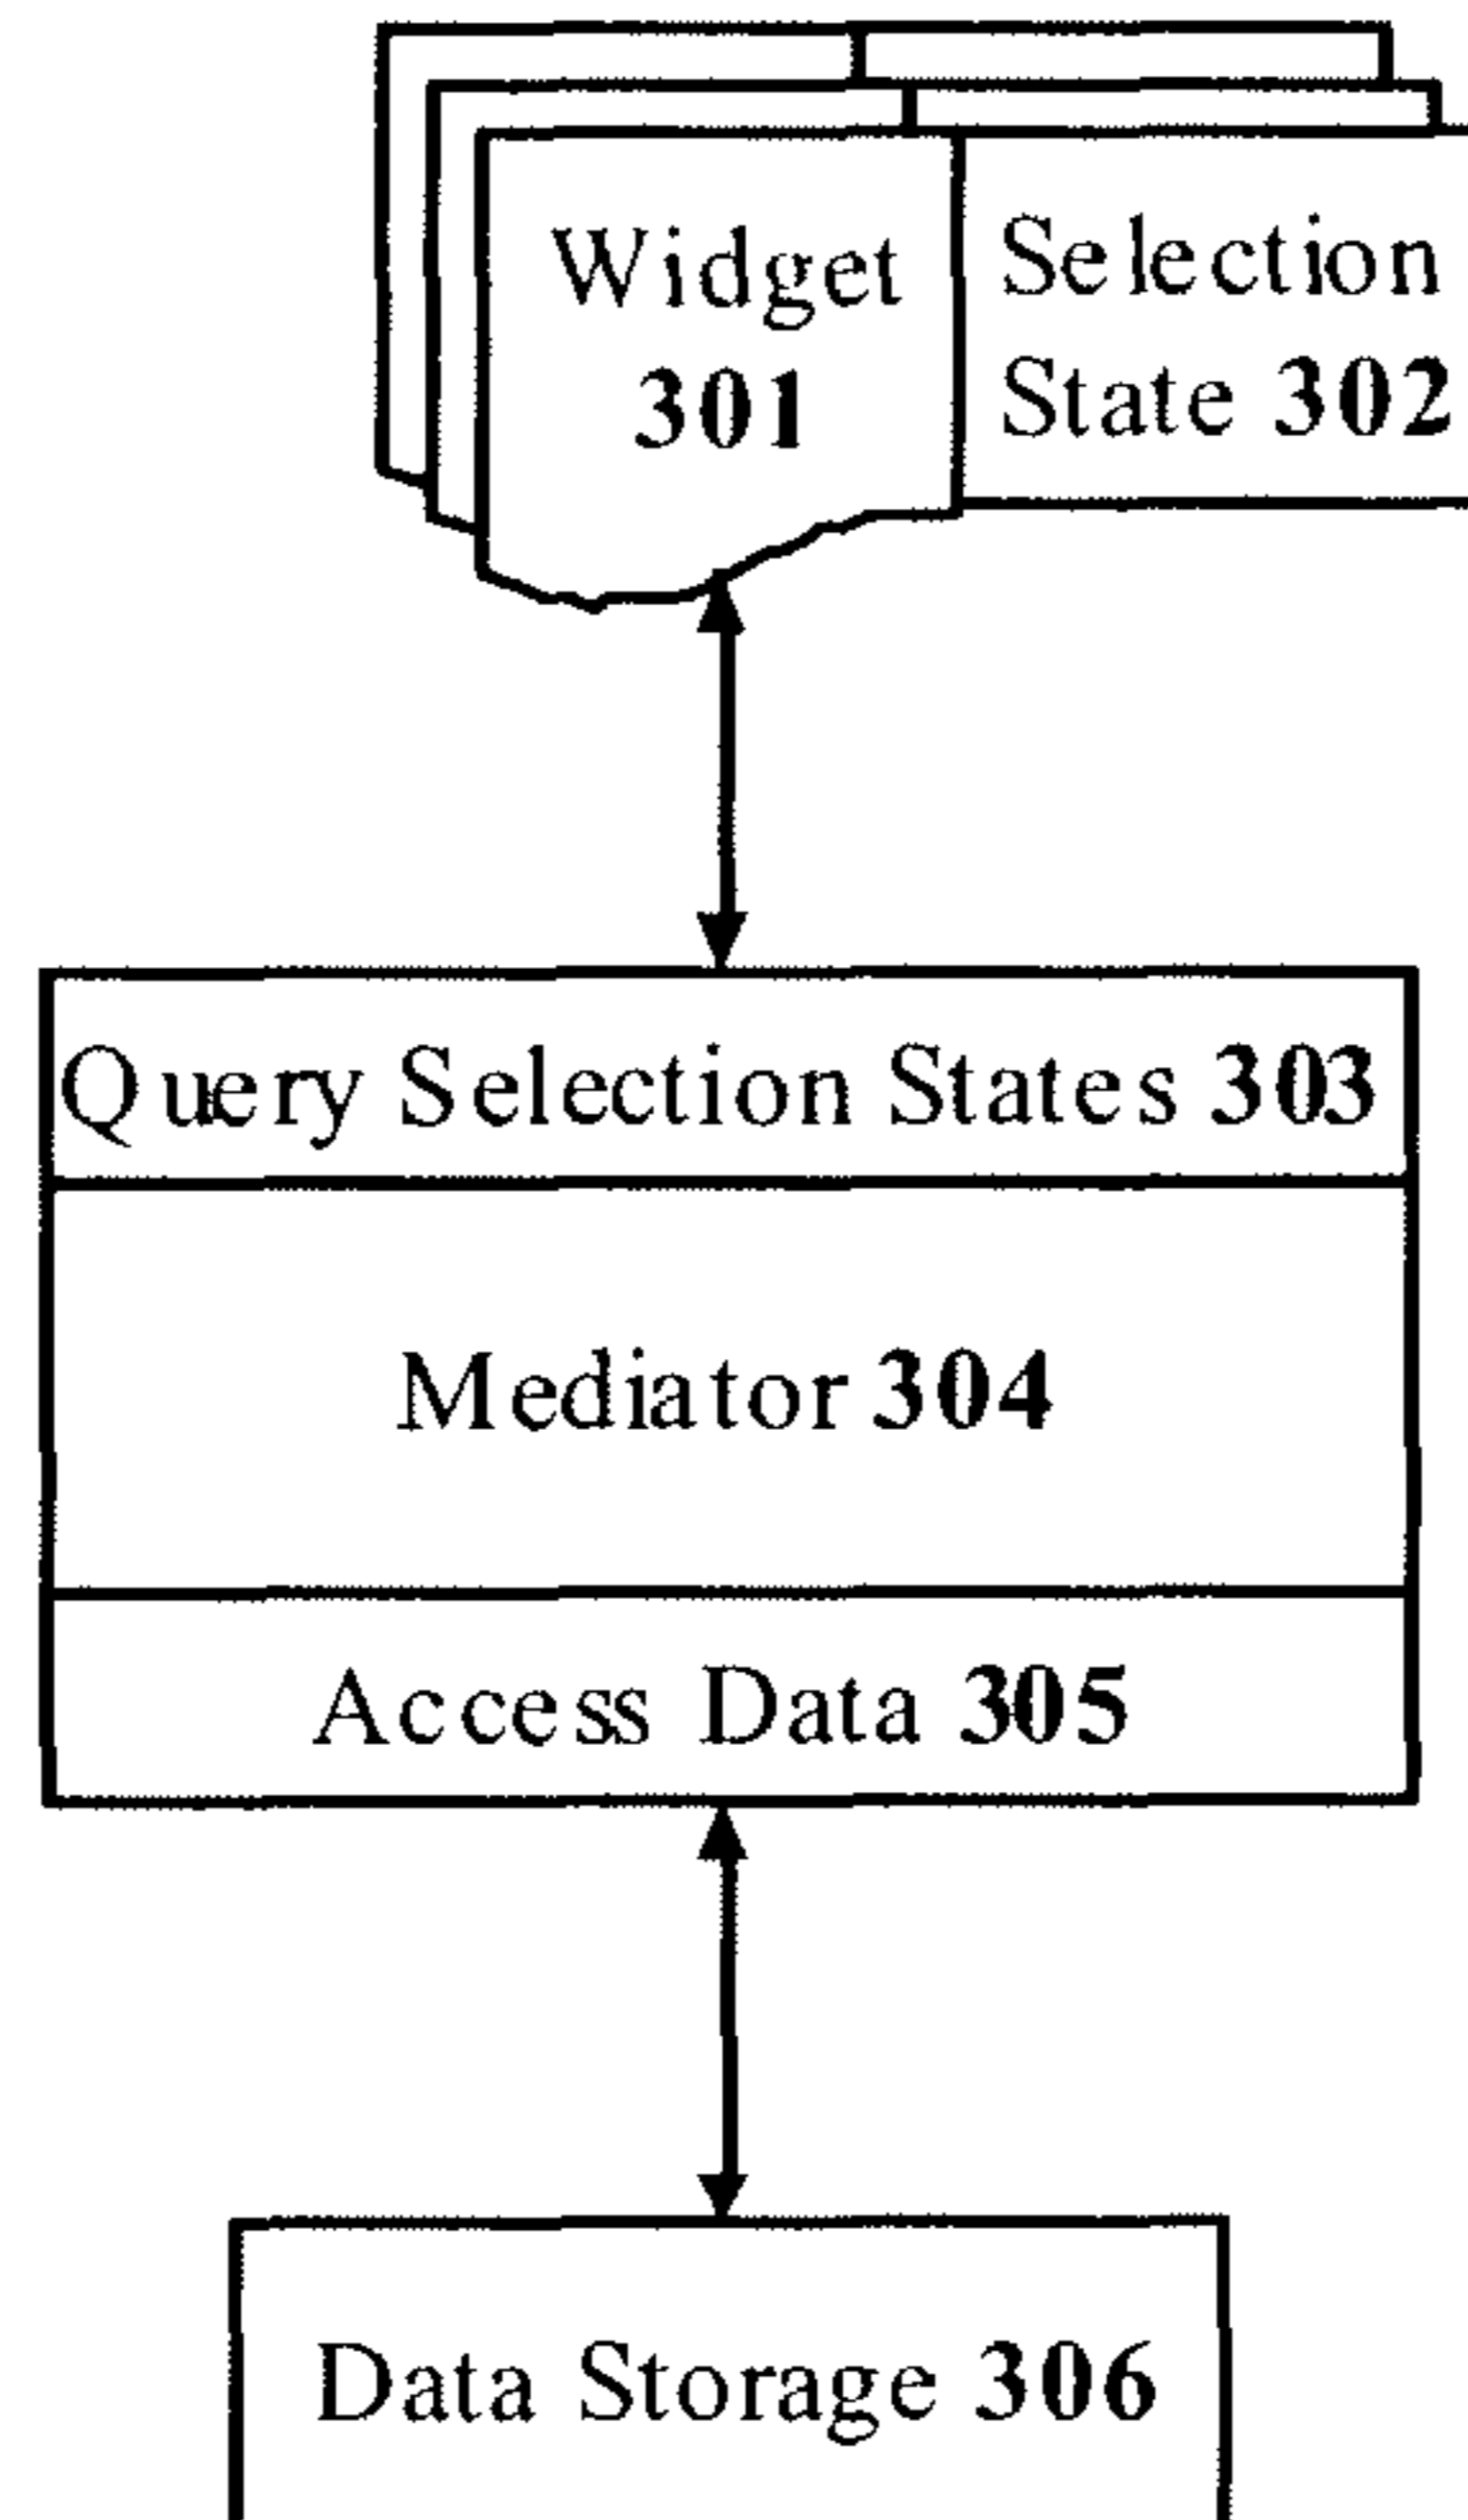 Widget
301
Selection
State 302
Query Selection States 303
Mediator 304
Access Data 305
Data Storage 306